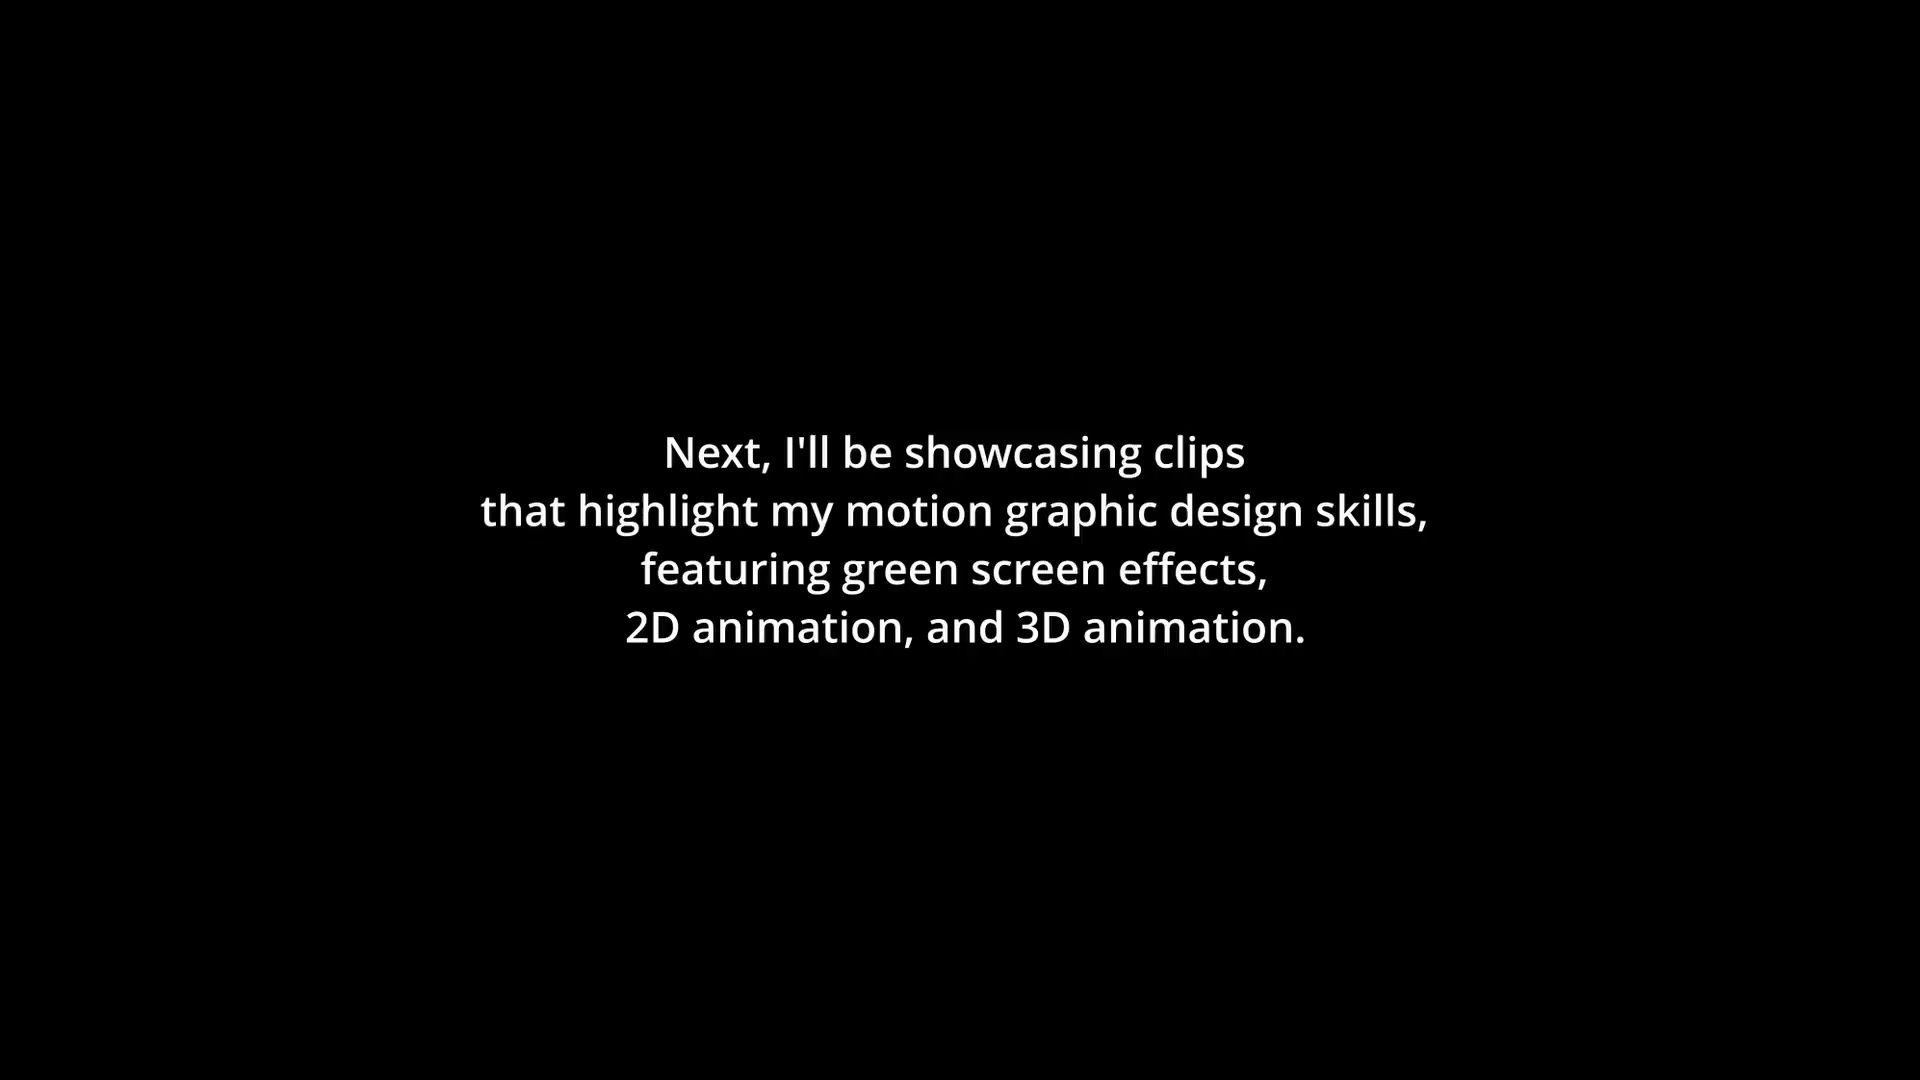 Next, I'll be showcasing clips
that highlight my motion graphic design skills,
featuring green screen effects,
2D animation, and 3D animation.